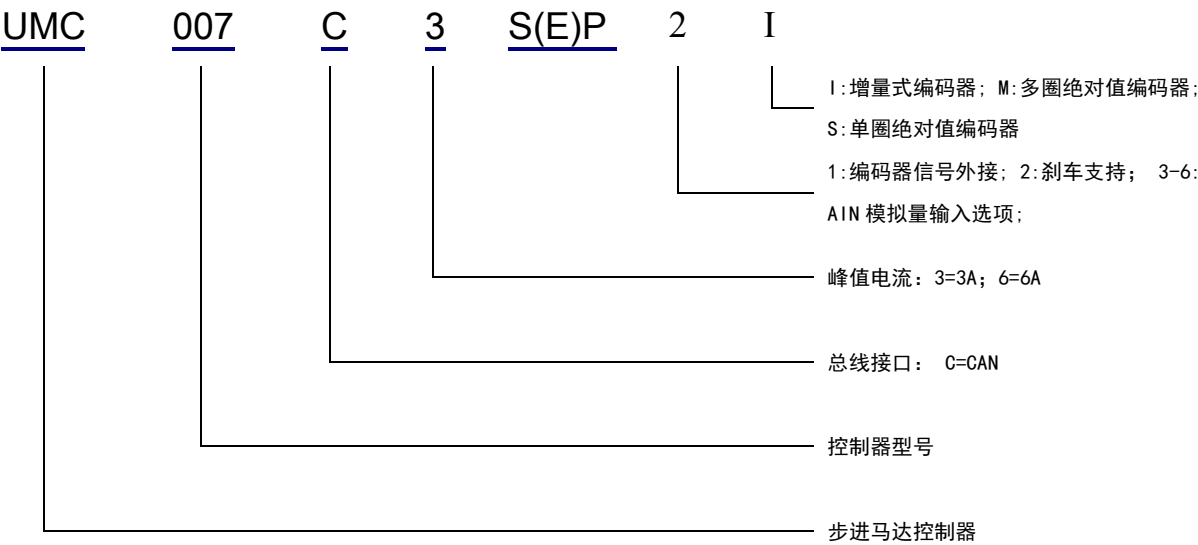 UMC 007 C 3 S(E)P 2 I
I:增量式编码器; M:多圈绝对值编码器;
S:单圈绝对值编码器
1:编码器信号外接; 2:刹车支持; 3-6:
AIN 模拟量输入选项;
峰值电流: 3=3A; 6=6A
总线接口: C=CAN
控制器型号
步进马达控制器